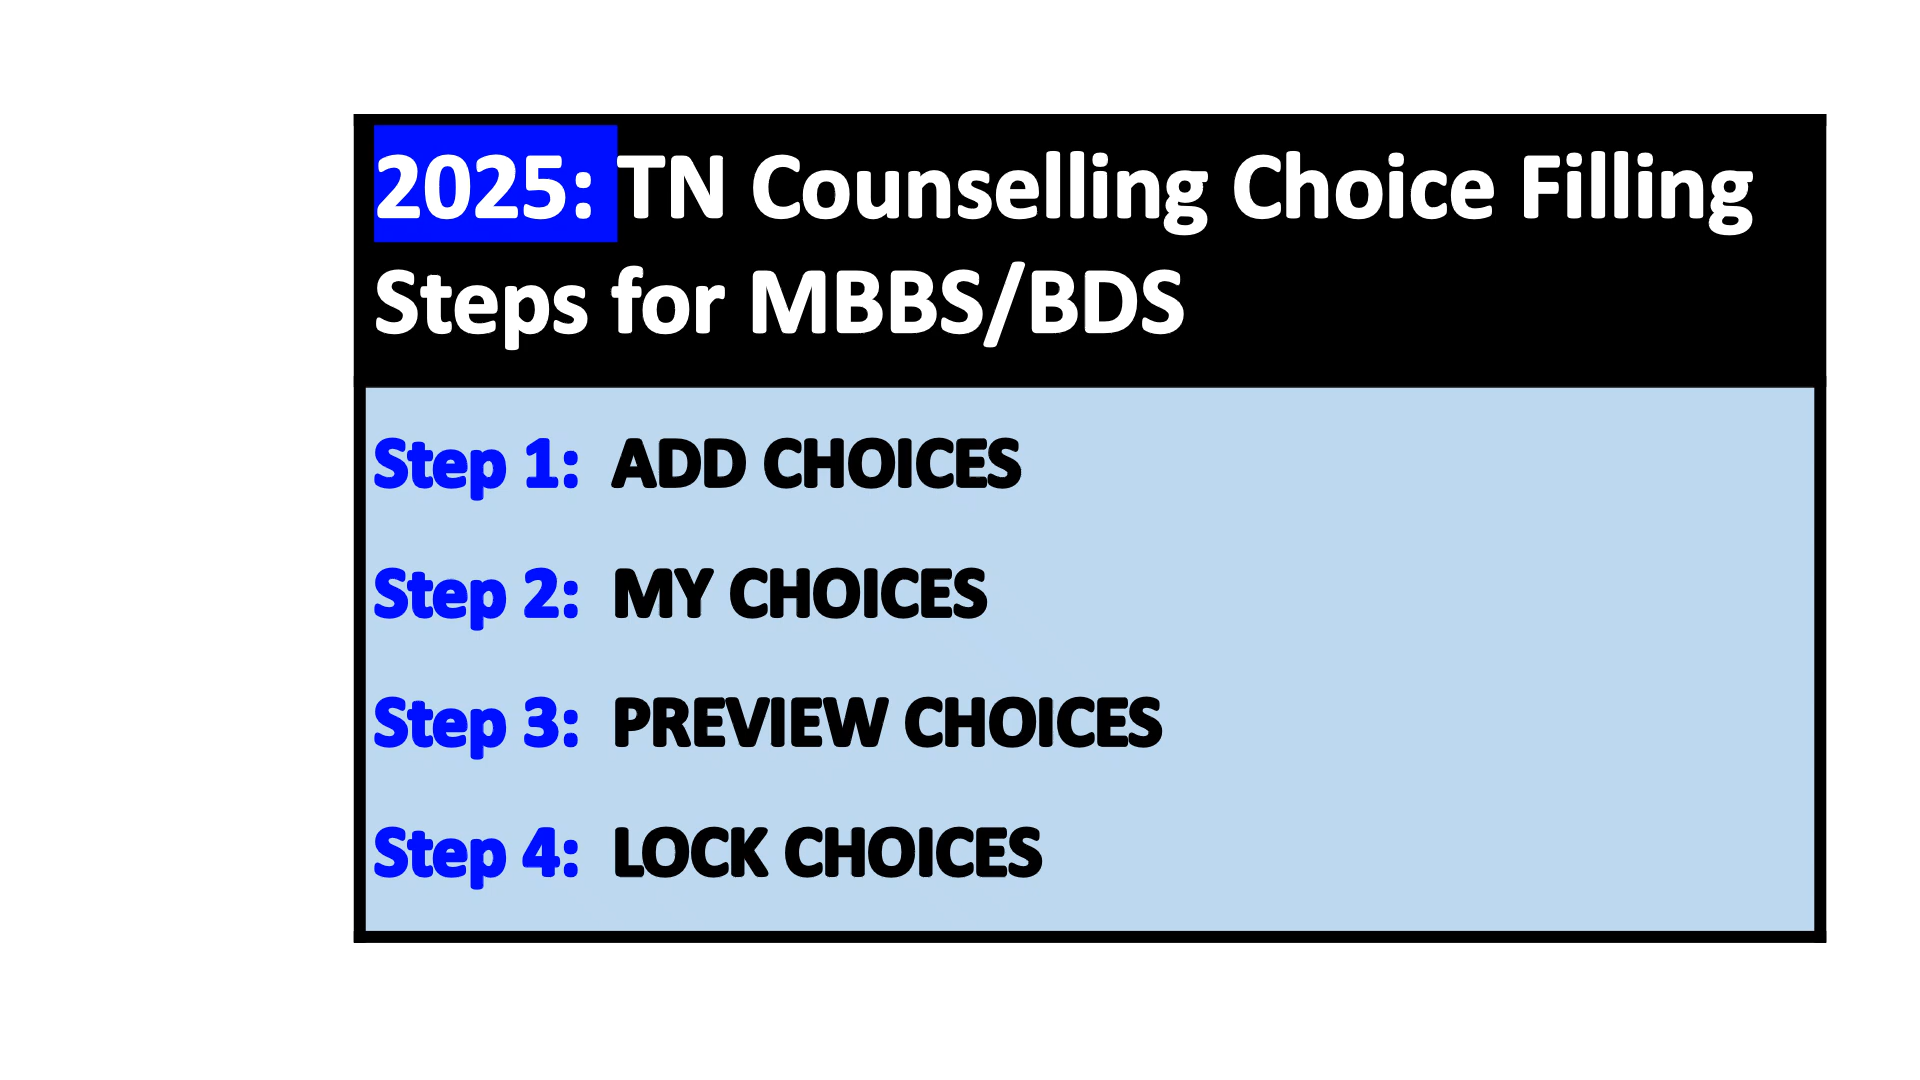 2025: TN Counselling Choice Filling
Steps for MBBS/BDS
Step 1: ADD CHOICES
Step 2: MY CHOICES
Step 3: PREVIEW CHOICES
Step 4: LOCK CHOICES